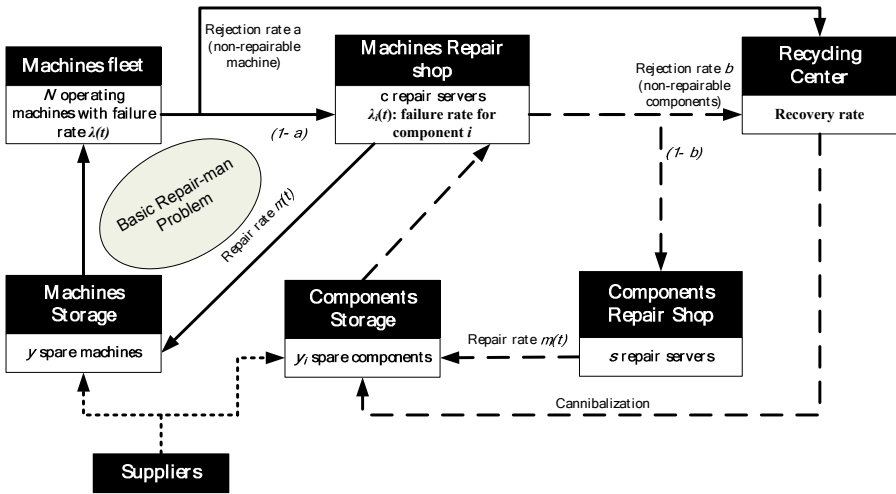 Rejection rate a
(non-repairable
machine)
Machines fleet
N operating
machines with failure
rate λ(t)
(1- a)
Machines Repair
shop
c repair servers
λi(t): failure rate for
component i
Rejection rate b
(non-repairable
components)
(1- b)
Recycling
Center
Recovery rate
Basic Repair-man
Problem
Repair rate m(t)
Machines
Storage
y spare machines
Components
Storage
yi spare components
Repair rate m(t)
Components
Repair Shop
s repair servers
Cannibalization
Suppliers